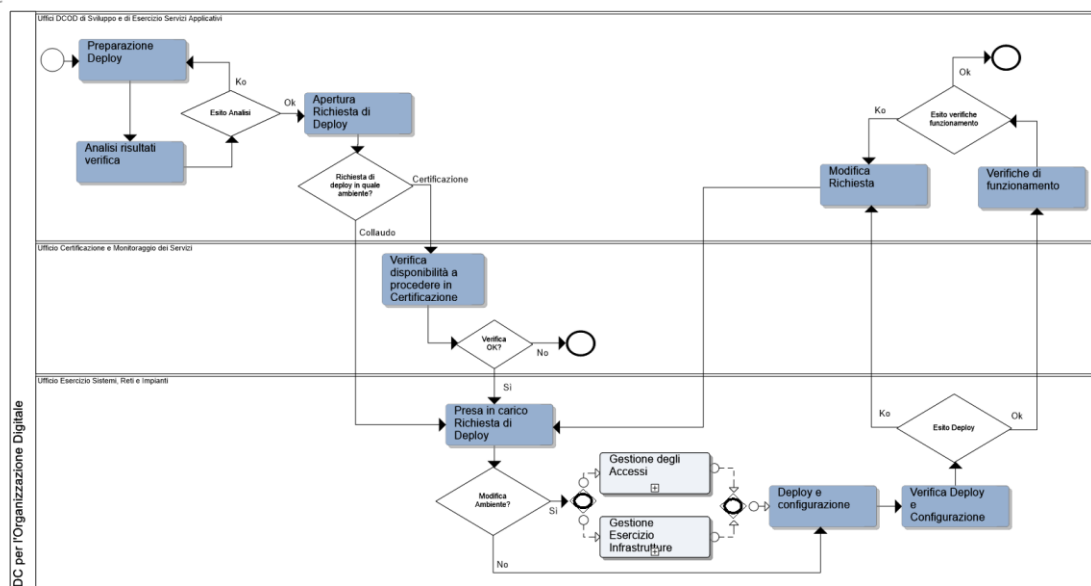 DC per l'Organizzazione Digitale
Uffici DCOD di Sviluppo e di Esercizio Servizi Applicativi
Preparazione
Deploy
Ko
Esito Analisi
Ok
Analisi risultati
verifica
Apertura
Richiesta di
Deploy
Richiesta di
deploy in quale
ambiente?
Certificazione
Collaudo
Ok
Esito verifiche
funzionamento
Ko
Modifica
Richiesta
Verifiche di
funzionamento
Ufficio Certificazione e Monitoraggio dei Servizi
Verifica
disponibilità a
procedere in
Certificazione
Verifica
OK?
No
Si
Ufficio Esercizio Sistemi, Reti e Impianti
Presa in carico
Richiesta di
Deploy
Modifica
Ambiente?
Si
No
Gestione degli
Accessi
Gestione
Esercizio
Infrastrutture
Deploy e
configurazione
Verifica Deploy
e
Configurazione
Ko
Esito Deploy
Ok